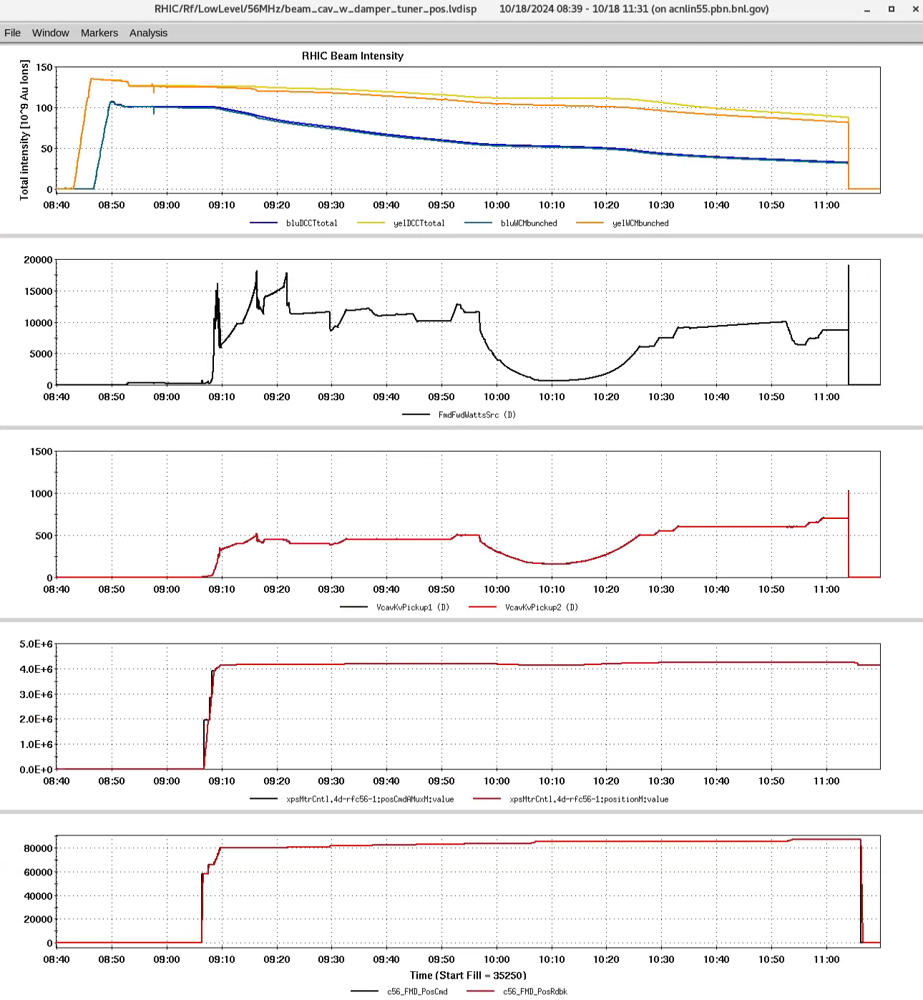 RHIC/Rf/LowLevel/56MHz/beam_cav_w_damper_tuner_pos.lvdisp 10/18/2024 08:39 - 10/18 11:31 (on acnlin55.pbn.bnl.gov)
File Window Markers Analysis
RHIC Beam Intensity
Total intensity [10^9 Au Ions]
150
100
50
0
08:40 08:50 09:00 09:10 09:20 09:30 09:40 09:50 10:00 10:10 10:20 10:30 10:40 10:50 11:00
bluDCCTtotal yelDCCTtotal bluWCMbunched yelWCMbunched
20000
15000
10000
5000
0
08:40 08:50 09:00 09:10 09:20 09:30 09:40 09:50 10:00 10:10 10:20 10:30 10:40 10:50 11:00
FmdFwdWattsSrc (D)
1500
1000
500
0
08:40 08:50 09:00 09:10 09:20 09:30 09:40 09:50 10:00 10:10 10:20 10:30 10:40 10:50 11:00
VcavKvPickup1 (D) VcavKvPickup2 (D)
5.0E+6
4.0E+6
3.0E+6
2.0E+6
1.0E+6
0.0E+0
08:40 08:50 09:00 09:10 09:20 09:30 09:40 09:50 10:00 10:10 10:20 10:30 10:40 10:50 11:00
xpsMtrCntl.4d-rfc56-1:posCmdAMuxM:value xpsMtrCntl.4d-rfc56-1:positionM:value
80000
60000
40000
20000
0
08:40 08:50 09:00 09:10 09:20 09:30 09:40 09:50 10:00 10:10 10:20 10:30 10:40 10:50 11:00
Time (Start Fill = 35250)
c56_FMD_PosCmd c56_FMD_PosRdbk